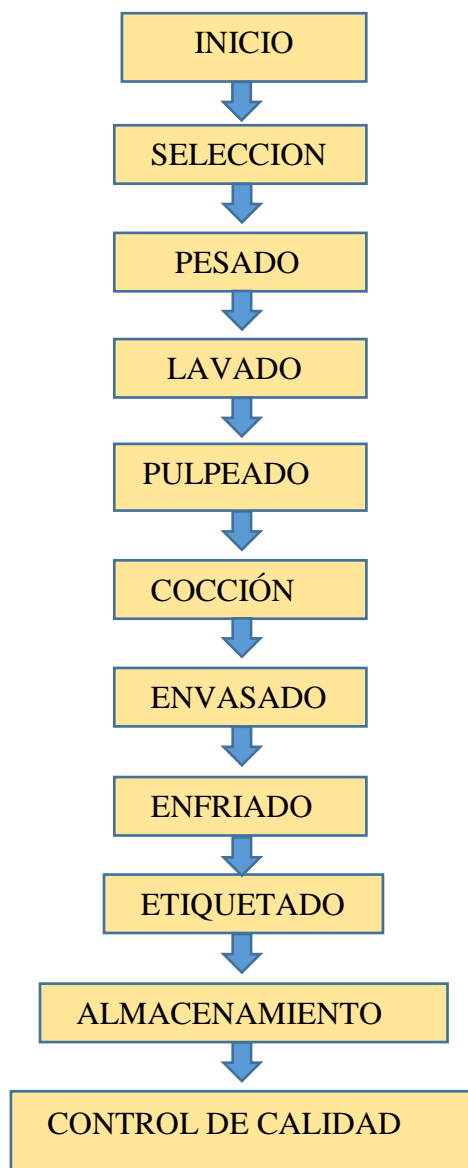 INICIO
SELECCION
PESADO
LAVADO
PULPEADO
COCCIÓN
ENVASADO
ENFRIADO
ETIQUETADO
ALMACENAMIENTO
CONTROL DE CALIDAD